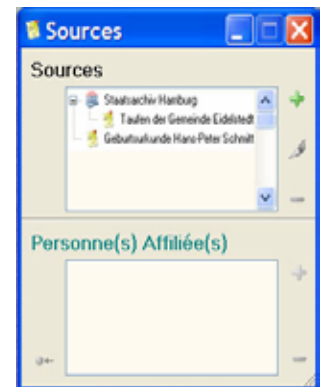 Sources
Sources
Staatsarchiv Hamburg
Taufen der Gemeinde Eidelstedt
Geburtsurkunde Hans-Peter Schmitt
Personne(s) Affiliée(s)